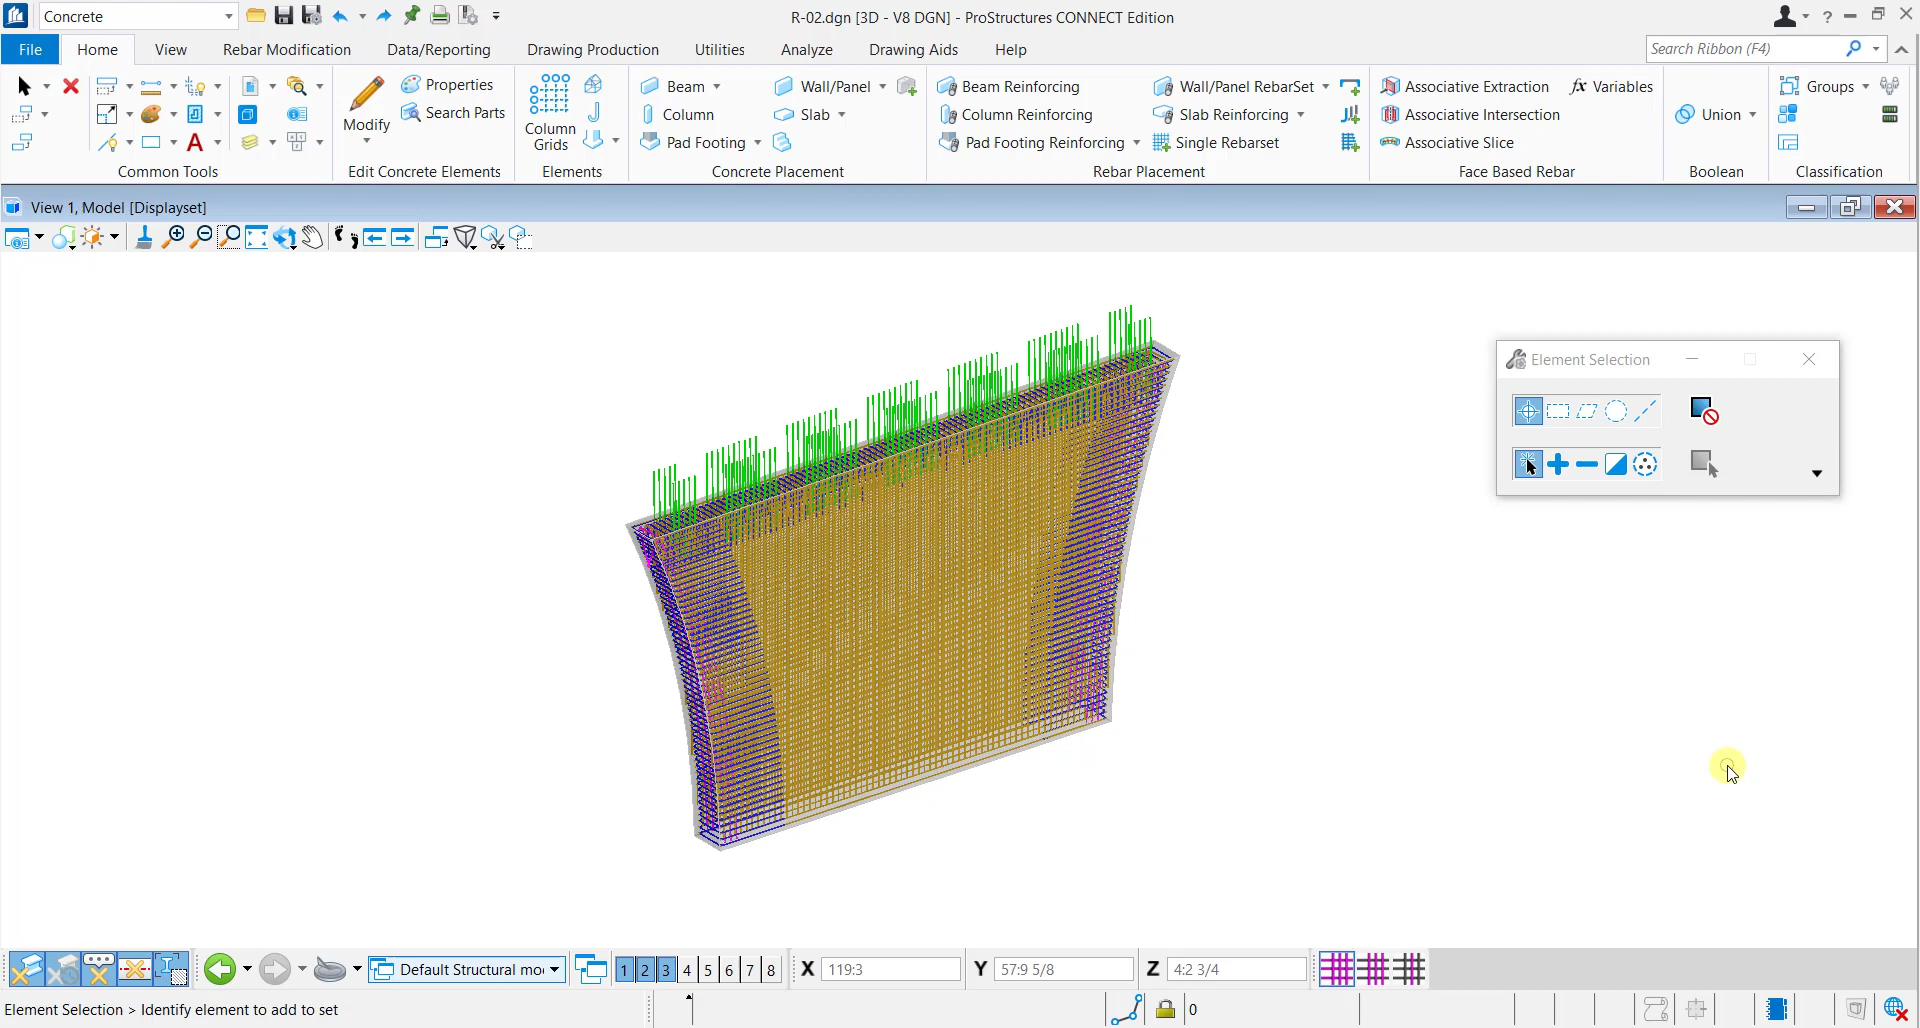 Concrete
R-02.dgn [3D - V8 DGN] - ProStructures CONNECT Edition
File
Home
View
Rebar Modification
Data/Reporting
Drawing Production
Utilities
Analyze
Drawing Aids
Help
Search Ribbon (F4)
Common Tools
Modify
Properties
Search Parts
Edit Concrete Elements
Column
Grids
Elements
Beam
Column
Pad Footing
Wall/Panel
Slab
Concrete Placement
Beam Reinforcing
Column Reinforcing
Pad Footing Reinforcing
Wall/Panel RebarSet
Slab Reinforcing
Single Rebarset
Rebar Placement
Associative Extraction
Associative Intersection
Associative Slice
fx Variables
Face Based Rebar
Union
Boolean
Groups
Classification
View 1, Model [Displayset]
Element Selection
Default Structural mo
1 2 3 4 5 6 7 8
X 119:3
Y 57:9 5/8
Z 4:2 3/4
Element Selection > Identify element to add to set
0